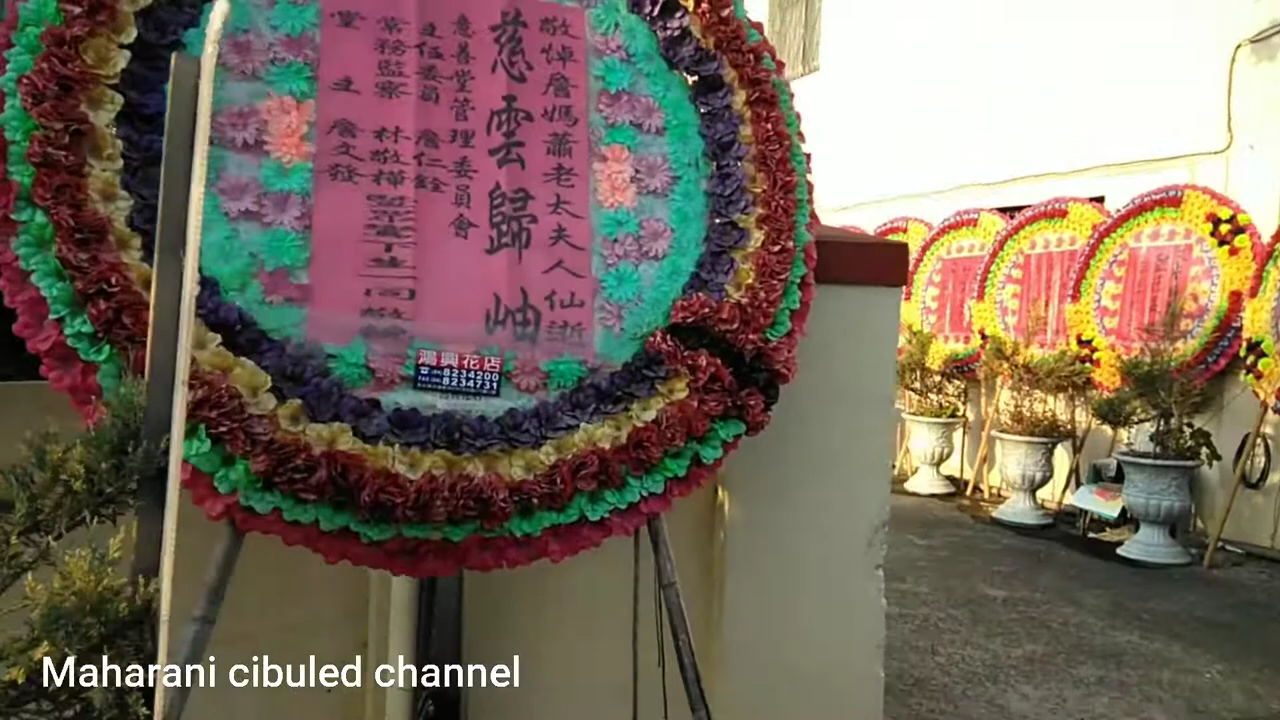 敬悼詹媽蕭老太夫人仙逝
慈雲歸岫
慈善堂管理委員會
主任委員 詹仁銓
常務監察 林敬樺
堂主 詹文發
鴻興花店
8234200
8234731
Maharani cibuled channel